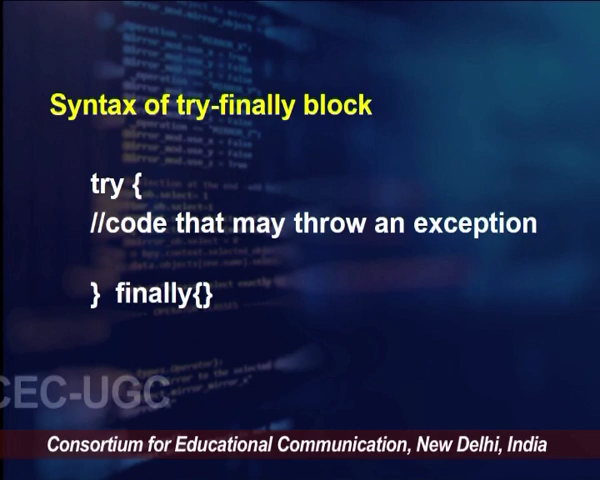 Syntax of try-finally block
try {
//code that may throw an exception
}  finally{}
CEC-UGC
Consortium for Educational Communication, New Delhi, India